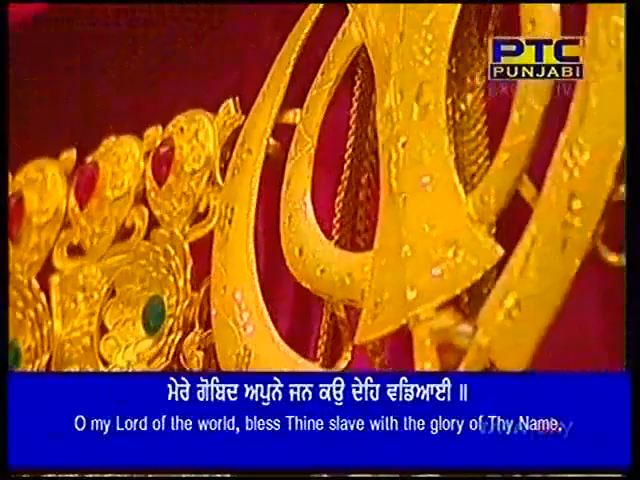 PTC
PUNJABI
ਮੇਰੇ ਗੋਬਿਦ ਅਪੁਨੇ ਜਨ ਕਉ ਦੇਹਿ ਵਡਿਆਈ ॥
O my Lord of the world, bless Thine slave with the glory of Thy Name.